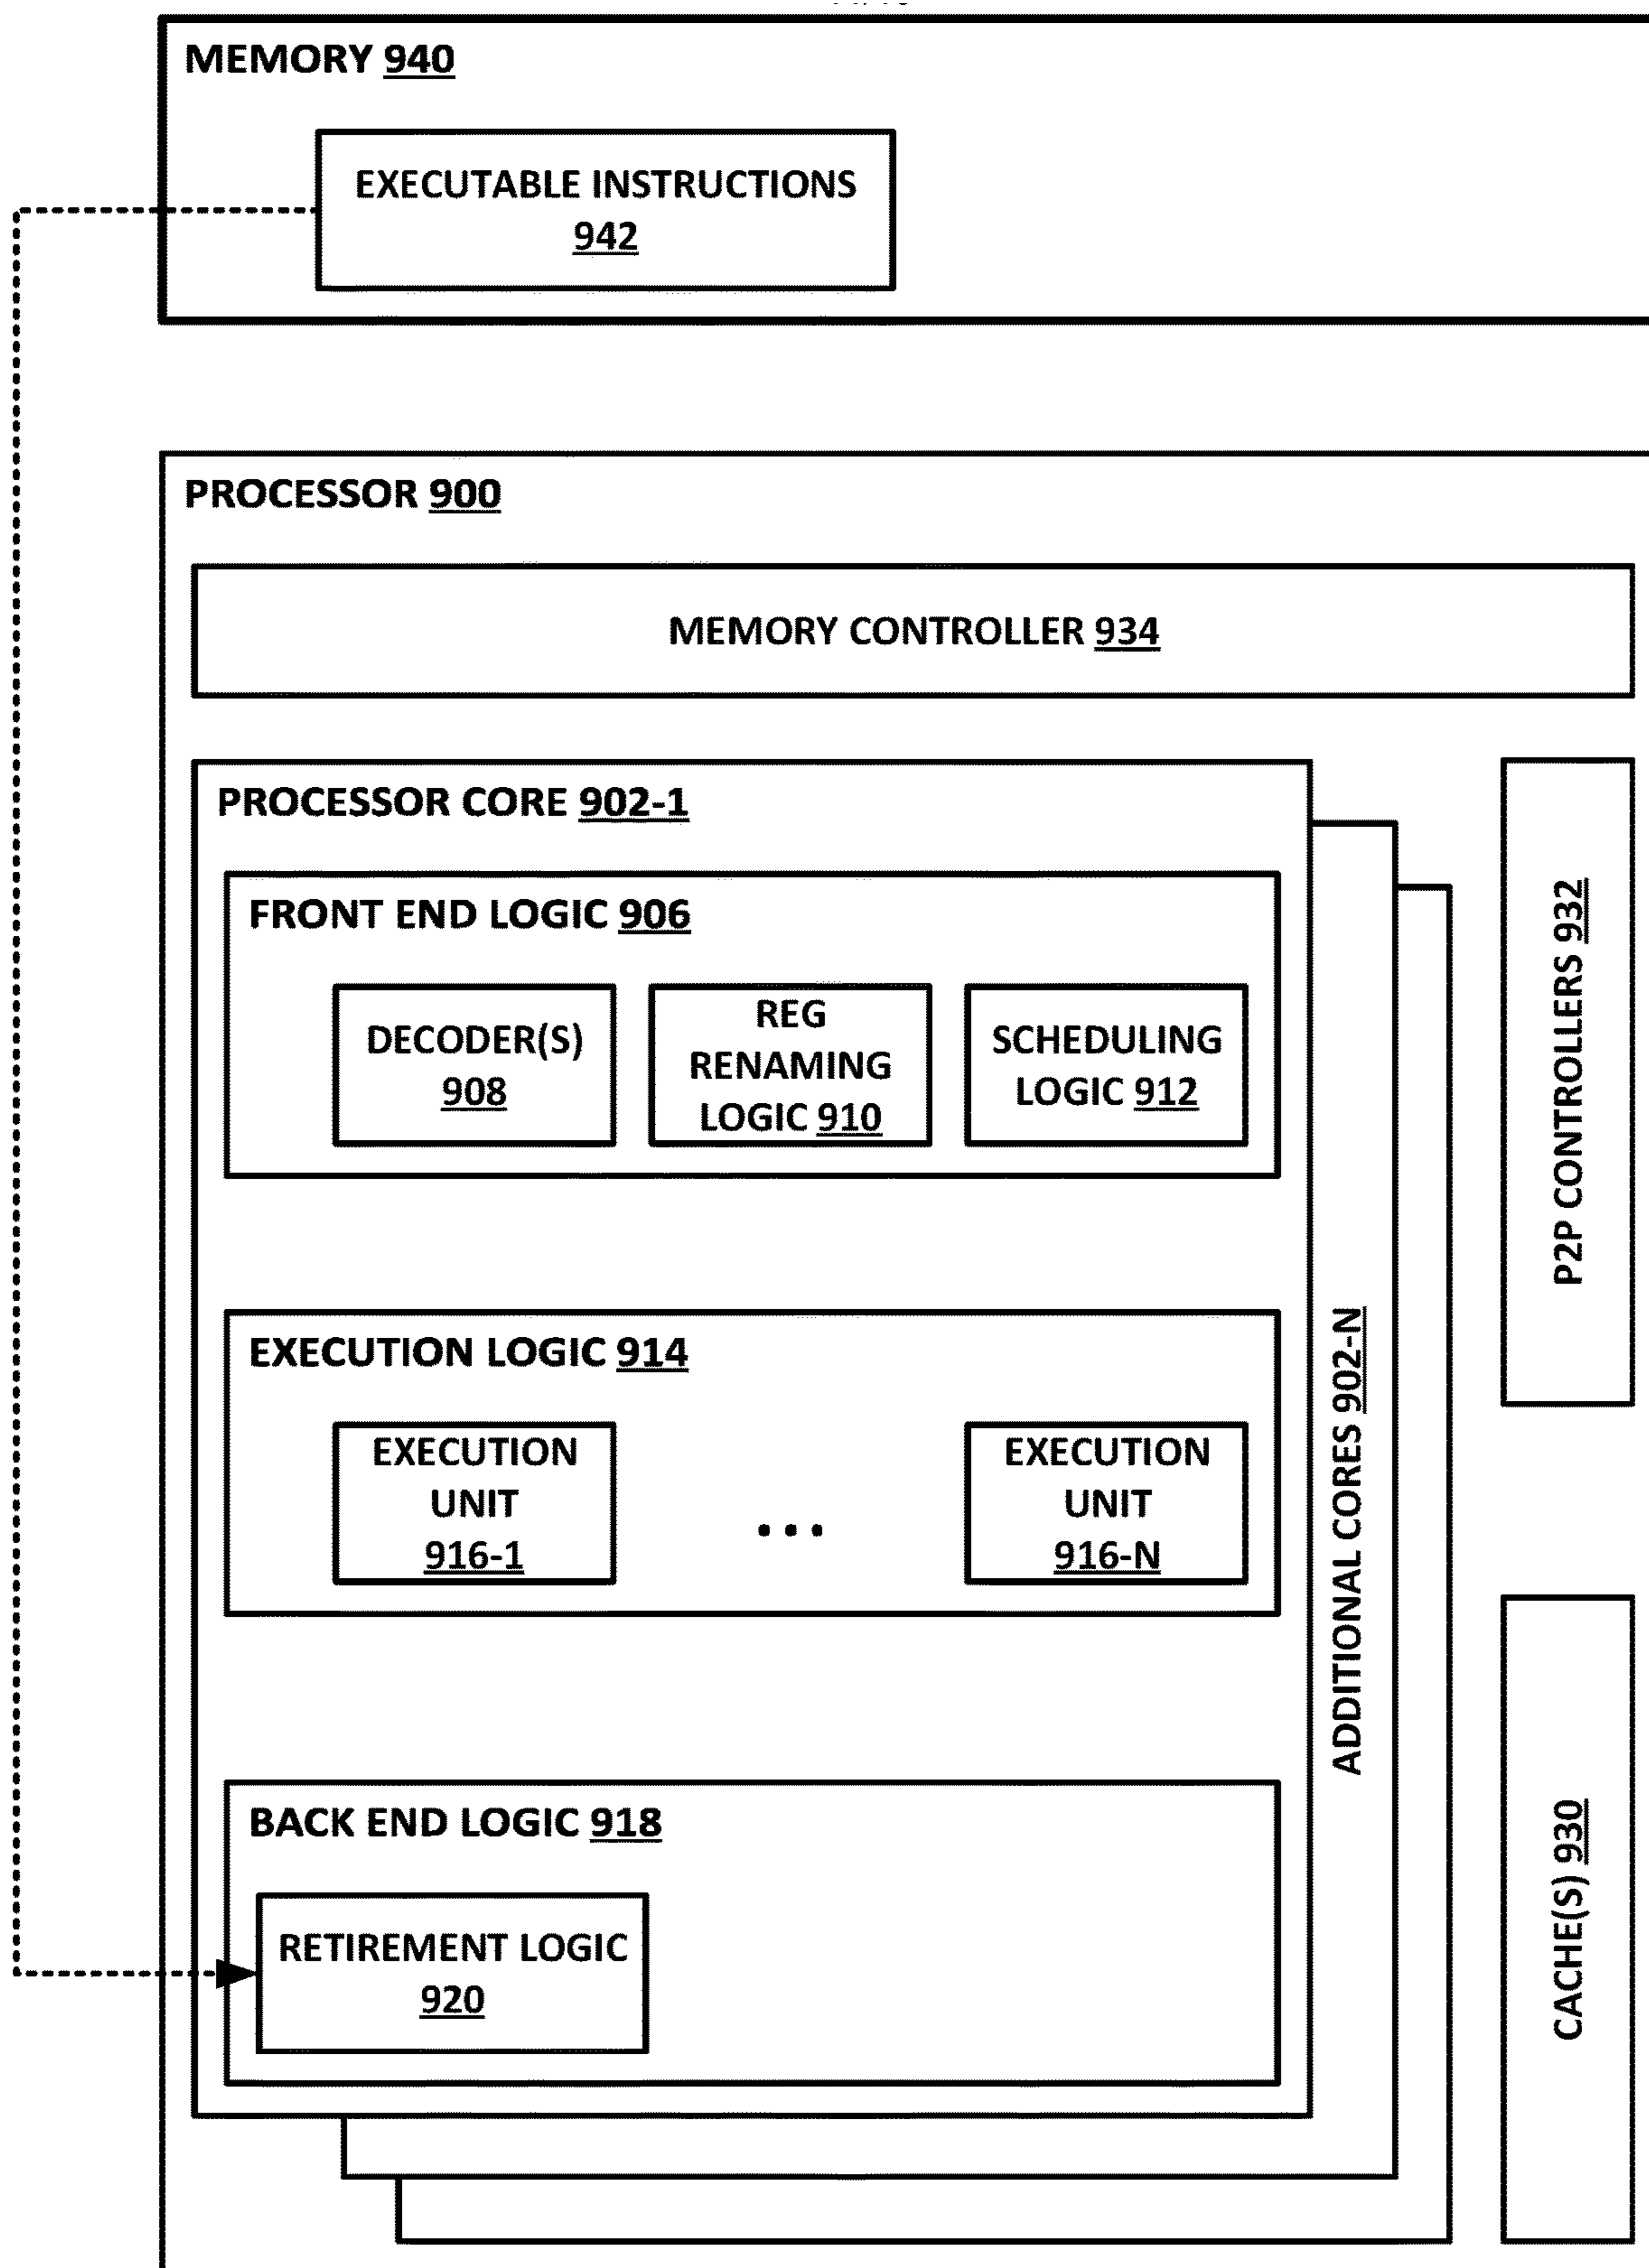 MEMORY 940
EXECUTABLE INSTRUCTIONS
942
PROCESSOR 900
MEMORY CONTROLLER 934
PROCESSOR CORE 902-1
FRONT END LOGIC 906
DECODER(S)
908
REG
RENAMING
LOGIC 910
SCHEDULING
LOGIC 912
EXECUTION LOGIC 914
EXECUTION
UNIT
916-1
...
EXECUTION
UNIT
916-N
BACK END LOGIC 918
RETIREMENT LOGIC
920
ADDITIONAL CORES 902-N
P2P CONTROLLERS 932
CACHE(S) 930